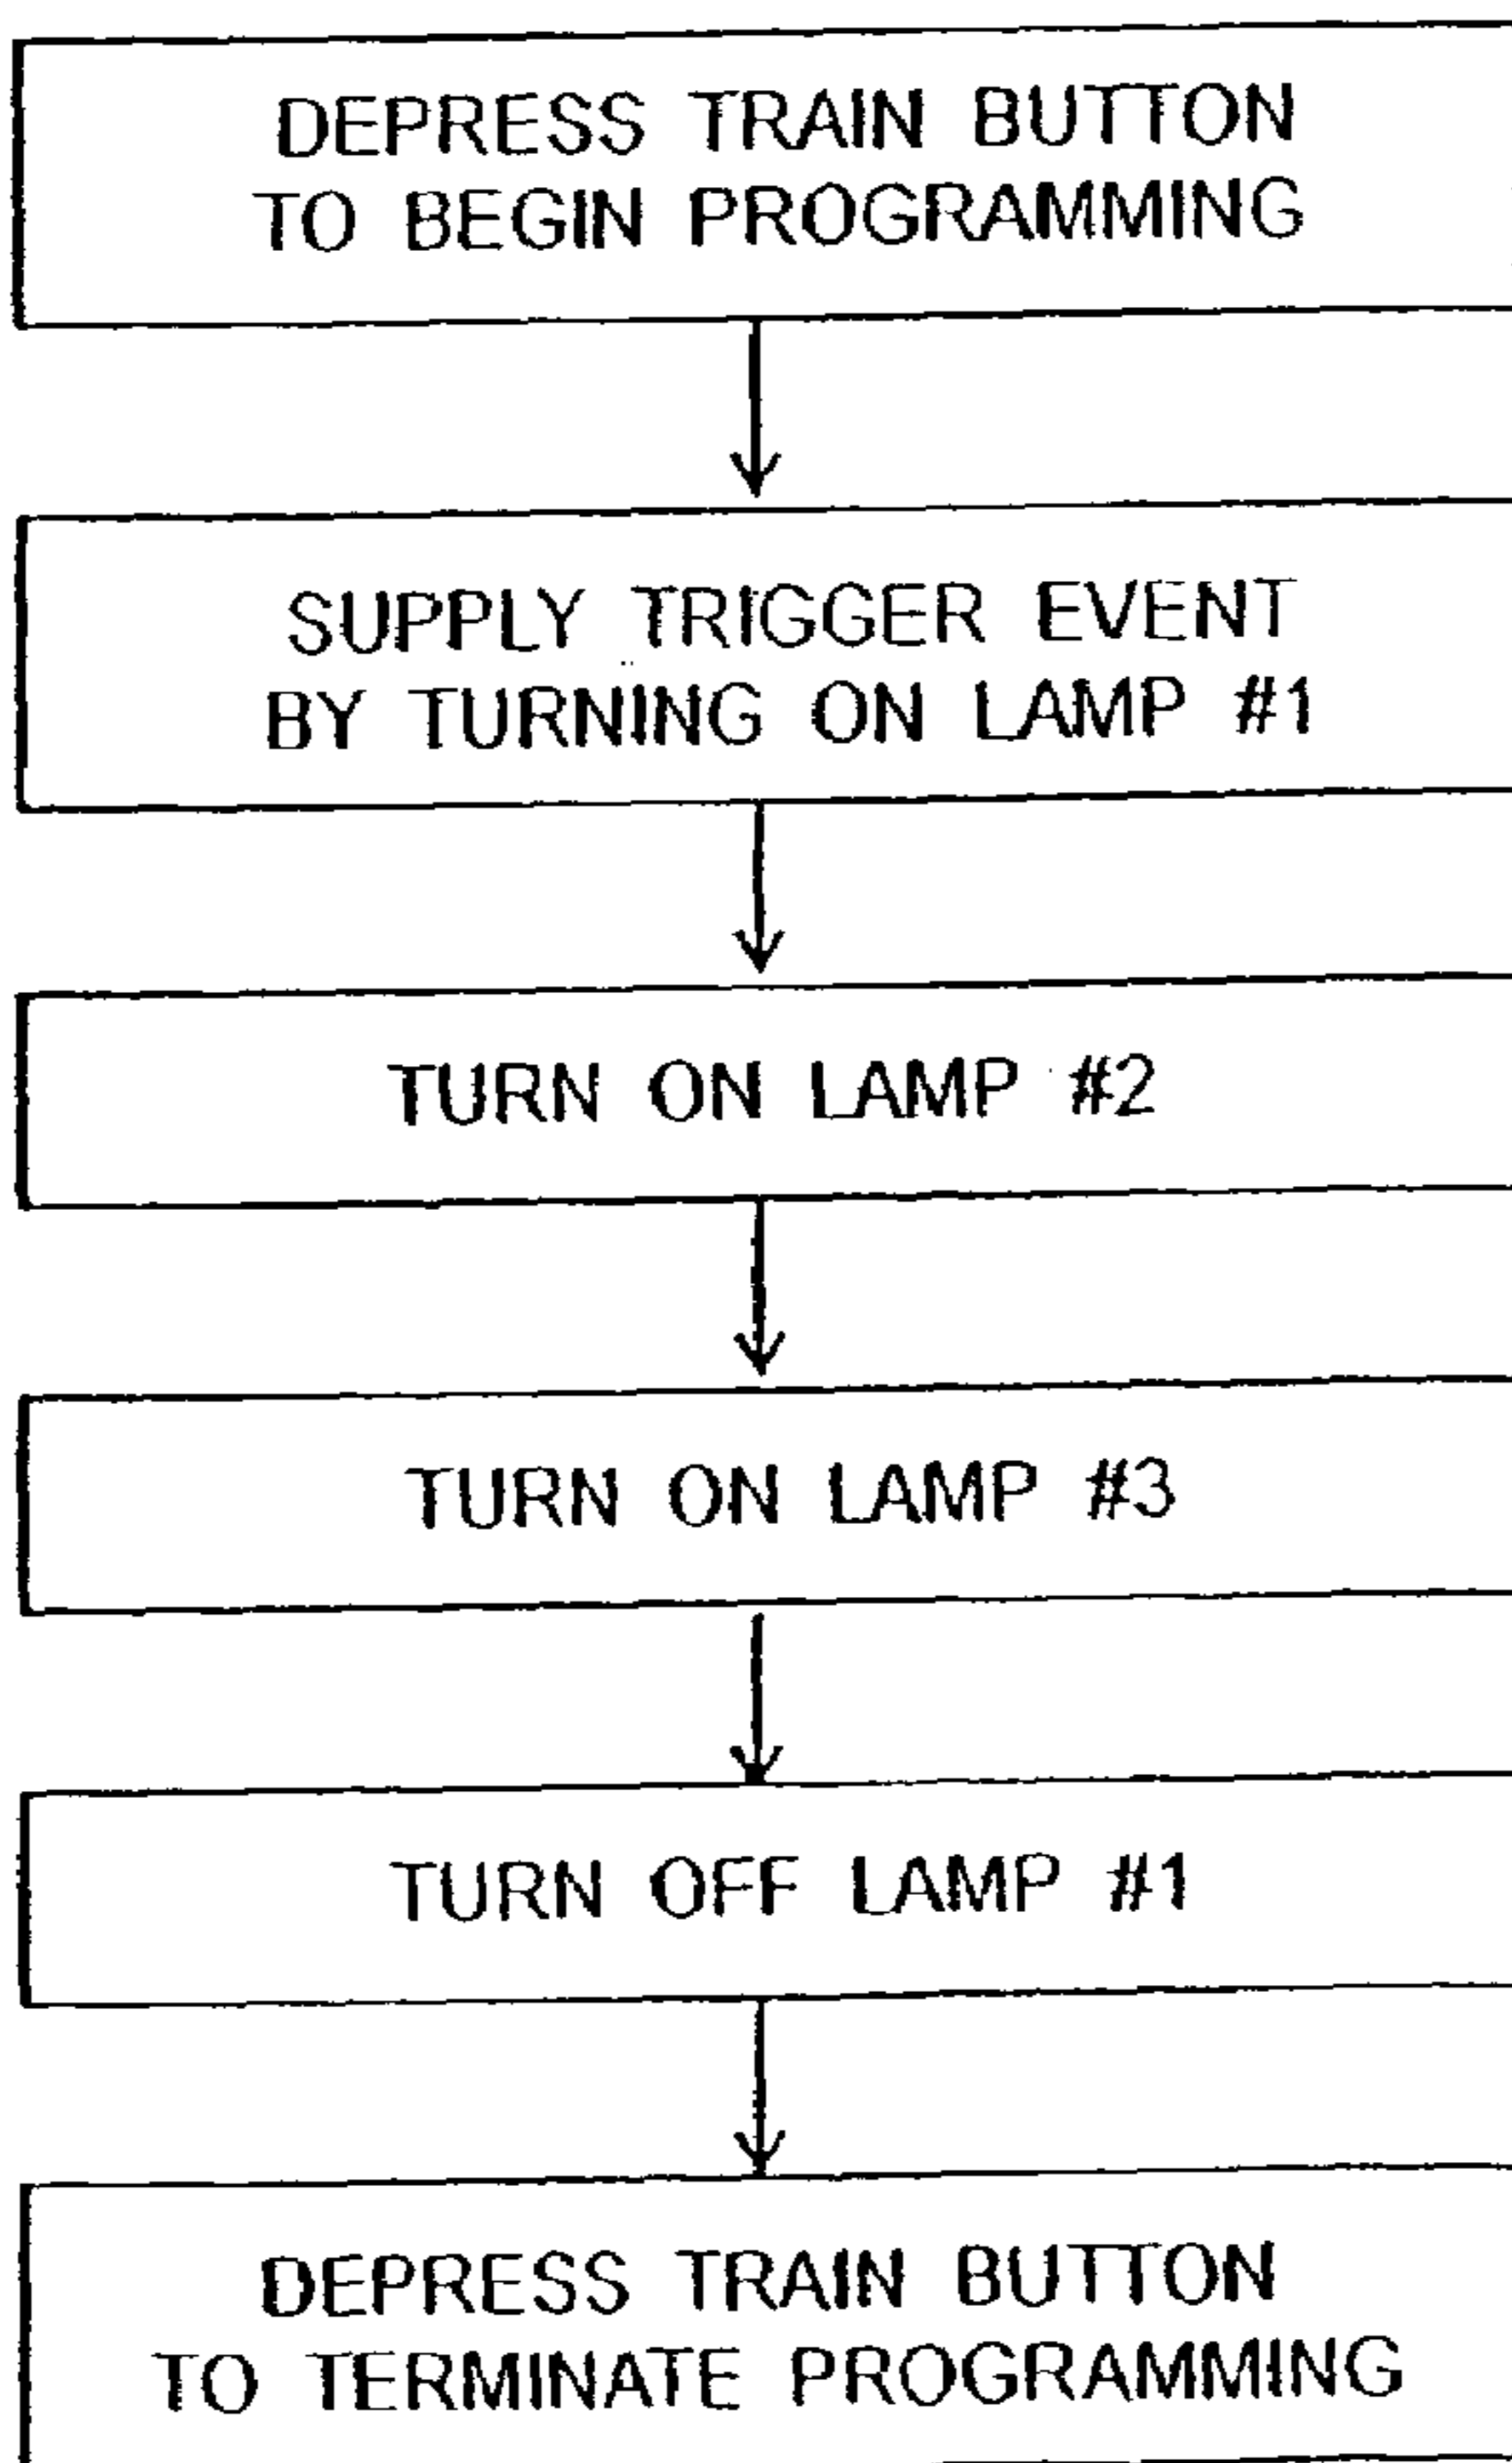 DEPRESS TRAIN BUTTON
TO BEGIN PROGRAMMING
SUPPLY TRIGGER EVENT
BY TURNING ON LAMP #1
TURN ON LAMP #2
TURN ON LAMP #3
TURN OFF LAMP #1
DEPRESS TRAIN BUTTON
TO TERMINATE PROGRAMMING